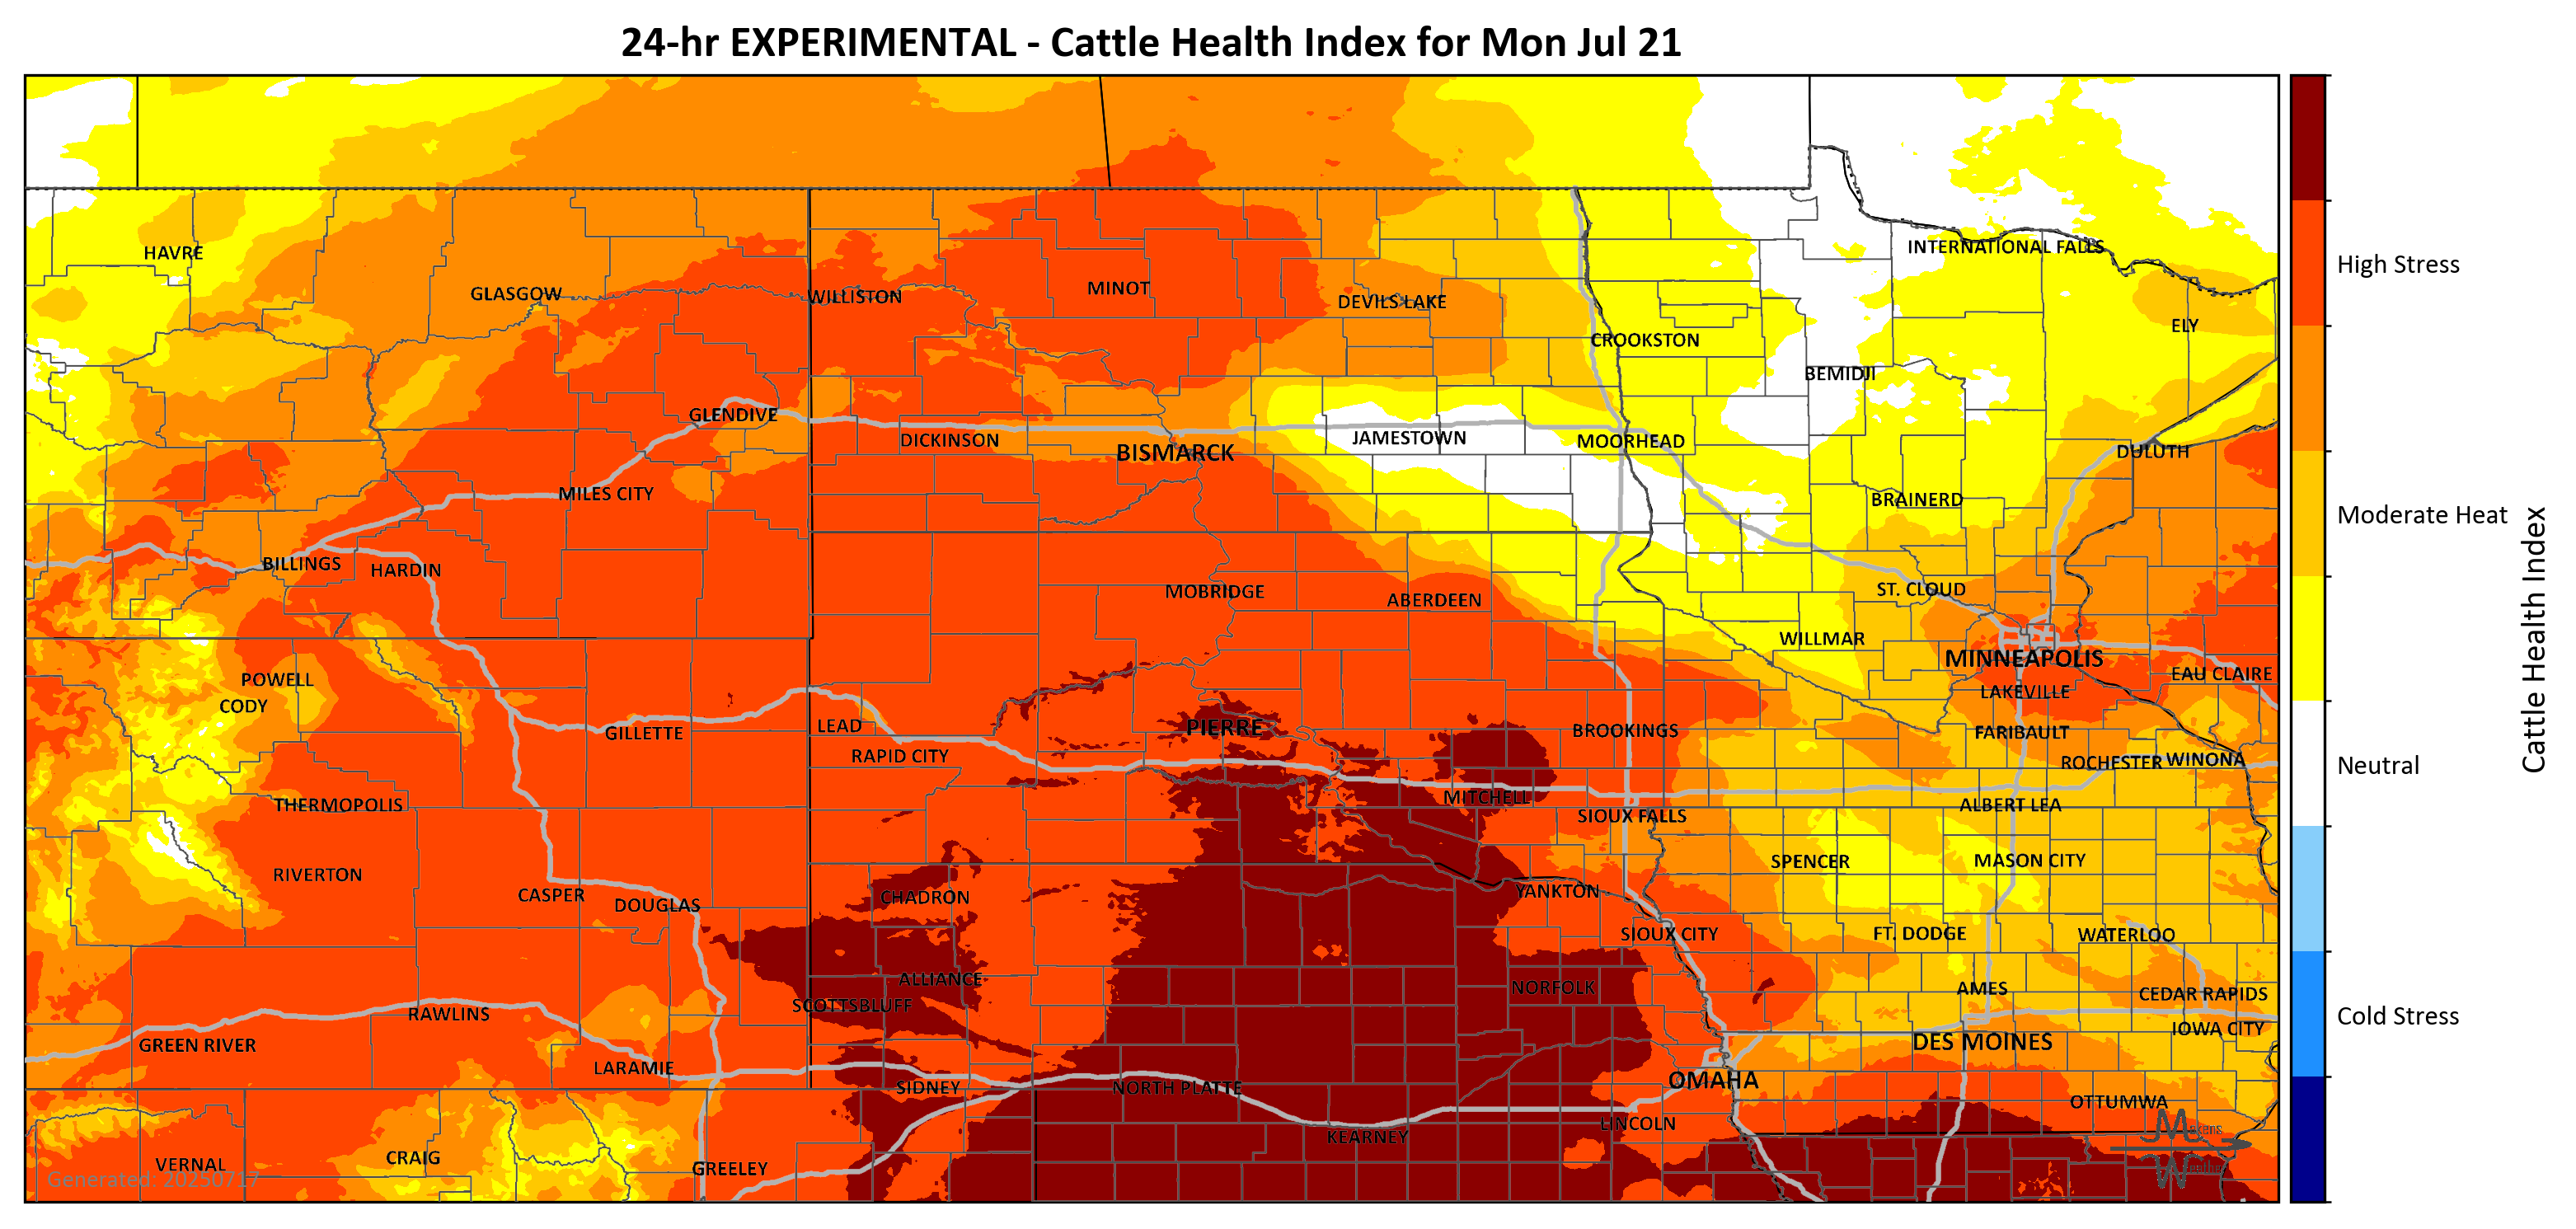 24-hr EXPERIMENTAL - Cattle Health Index for Mon Jul 21
HAVRE
INTERNATIONAL FALLS
GLASGOW
WILLISTON
MINOT
DEVILS LAKE
High Stress
ELY
CROOKSTON
BEMIDJI
GLENDIVE
DICKINSON
BISMARCK
JAMESTOWN
MOORHEAD
DULUTH
MILES CITY
BRAINERD
Moderate Heat
BILLINGS
HARDIN
MOBRIDGE
ABERDEEN
ST. CLOUD
WILLMAR
MINNEAPOLIS
Cattle Health Index
POWELL
EAU CLAIRE
CODY
LAKEVILLE
GILLETTE
LEAD
PIERRE
BROOKINGS
FARIBAULT
RAPID CITY
ROCHESTER
WINONA
Neutral
THERMOPOLIS
MITCHELL
ALBERT LEA
SIOUX FALLS
RIVERTON
SPENCER
MASON CITY
CASPER
DOUGLAS
CHADRON
YANKTON
SIOUX CITY
FT. DODGE
WATERLOO
ALLIANCE
NORFOLK
AMES
CEDAR RAPIDS
SCOTTSBLUFF
RAWLINS
Cold Stress
GREEN RIVER
IOWA CITY
DES MOINES
LARAMIE
SIDNEY
NORTH PLATTE
OMAHA
OTTUMWA
LINCOLN
KEARNEY
VERNAL
CRAIG
GREELEY
Generated: 20250717